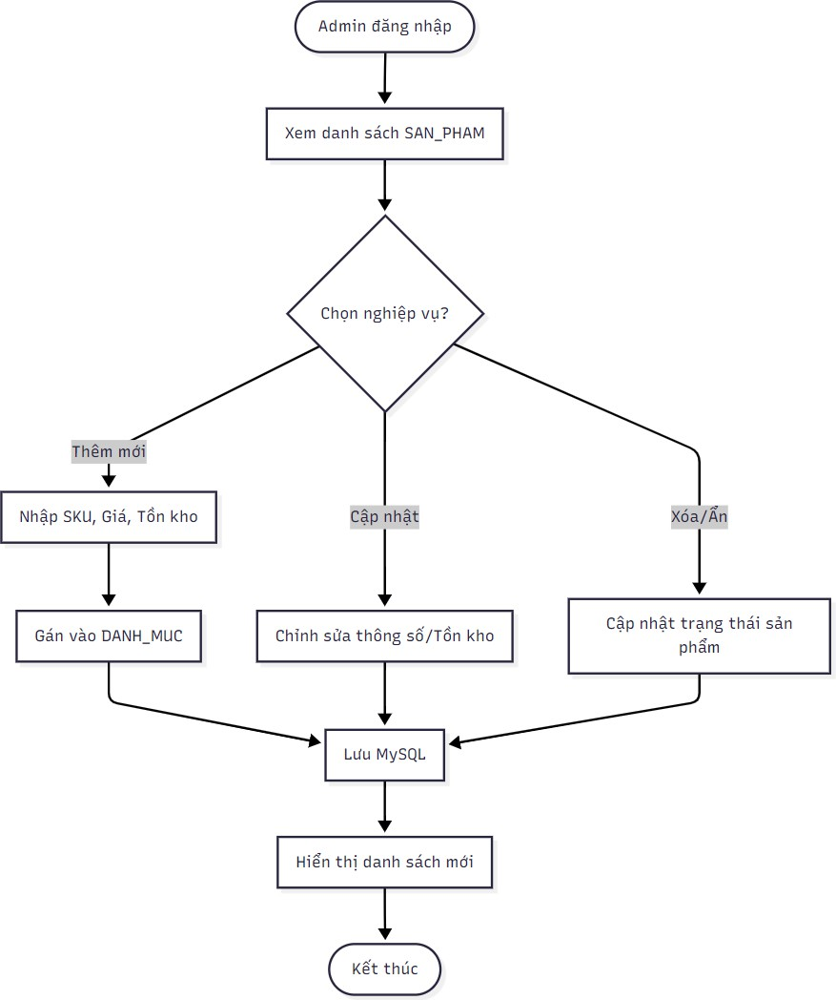 Admin đăng nhập
Xem danh sách SAN_PHAM
Chọn nghiệp vụ?
Thêm mới
Cập nhật
Xóa/Ẩn
Nhập SKU, Giá, Tồn kho
Gán vào DANH_MUC
Chỉnh sửa thông số/Tồn kho
Cập nhật trạng thái sản
phẩm
Lưu MySQL
Hiển thị danh sách mới
Kết thúc